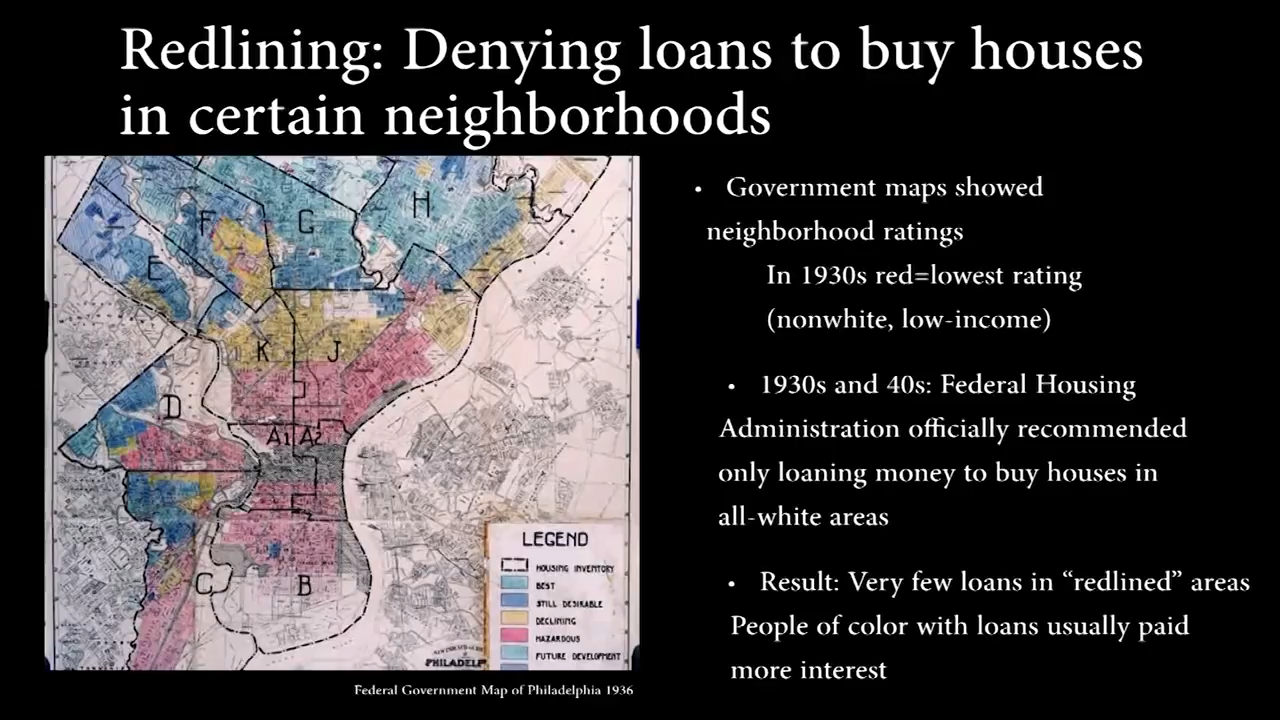 Redlining: Denying loans to buy houses
in certain neighborhoods
• Government maps showed
neighborhood ratings
In 1930s red=lowest rating
(nonwhite, low-income)
• 1930s and 40s: Federal Housing
Administration officially recommended
only loaning money to buy houses in
all-white areas
• Result: Very few loans in “redlined” areas
People of color with loans usually paid
more interest
H
F
G
E
K
J
D
A1 A2
C
B
LEGEND
HOUSING INVENTORY
BEST
STILL DESIRABLE
DECLINING
HAZARDOUS
FUTURE DEVELOPMENT
PHILADEL
Federal Government Map of Philadelphia 1936